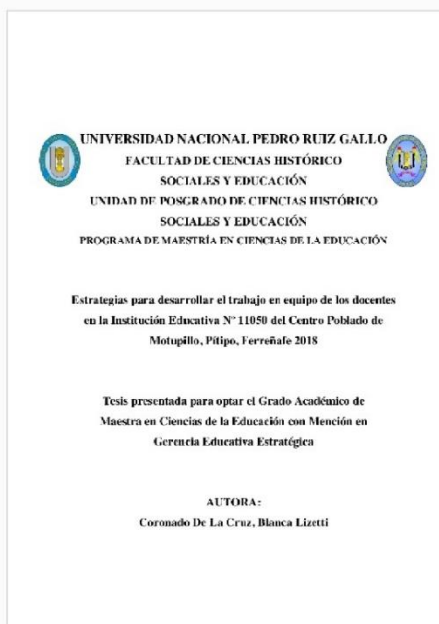 UNIVERSIDAD NACIONAL PEDRO RUIZ GALLO
FACULTAD DE CIENCIAS HISTÓRICO
SOCIALES Y EDUCACIÓN
UNIDAD DE POSGRADO DE CIENCIAS HISTÓRICO
SOCIALES Y EDUCACIÓN
PROGRAMA DE MAESTRÍA EN CIENCIAS DE LA EDUCACIÓN
Estrategias para desarrollar el trabajo en equipo de los docentes
en la Institución Educativa N° 11050 del Centro Poblado de
Motupillo, Pítipo, Ferreñafe 2018
Tesis presentada para optar el Grado Académico de
Maestra en Ciencias de la Educación con Mención en
Gerencia Educativa Estratégica
AUTORA:
Coronado De La Cruz, Blanca Lizetti